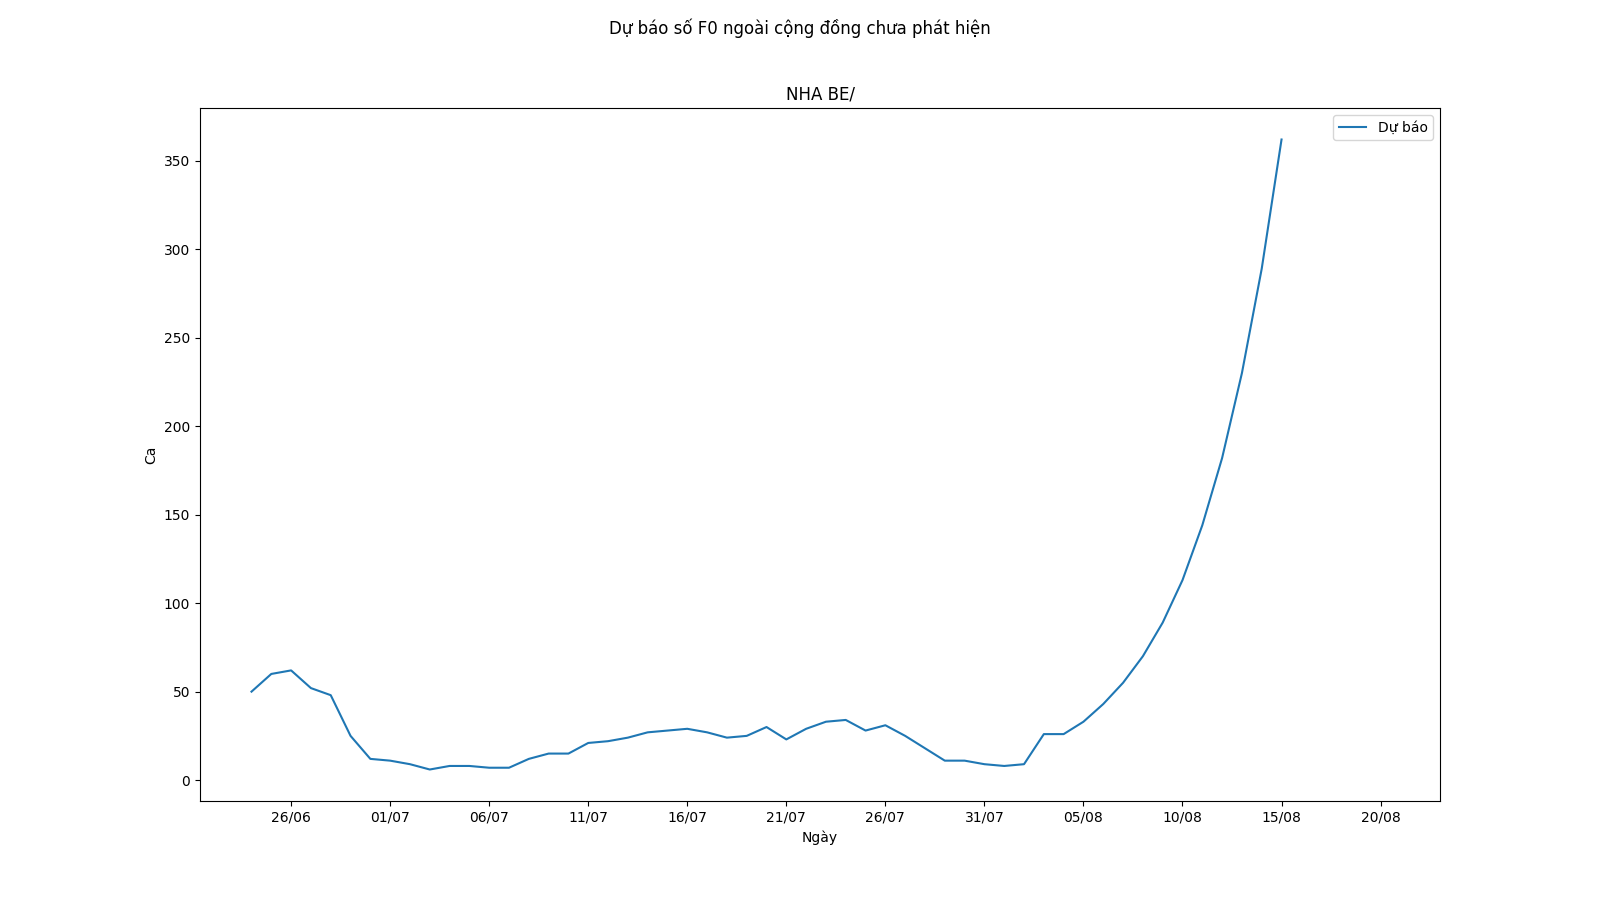 Dự báo số F0 ngoài cộng đồng chưa phát hiện
NHA BE/
Dự báo
350
300
250
200
150
100
50
0
Ca
26/06 01/07 06/07 11/07 16/07 21/07 26/07 31/07 05/08 10/08 15/08 20/08
Ngày